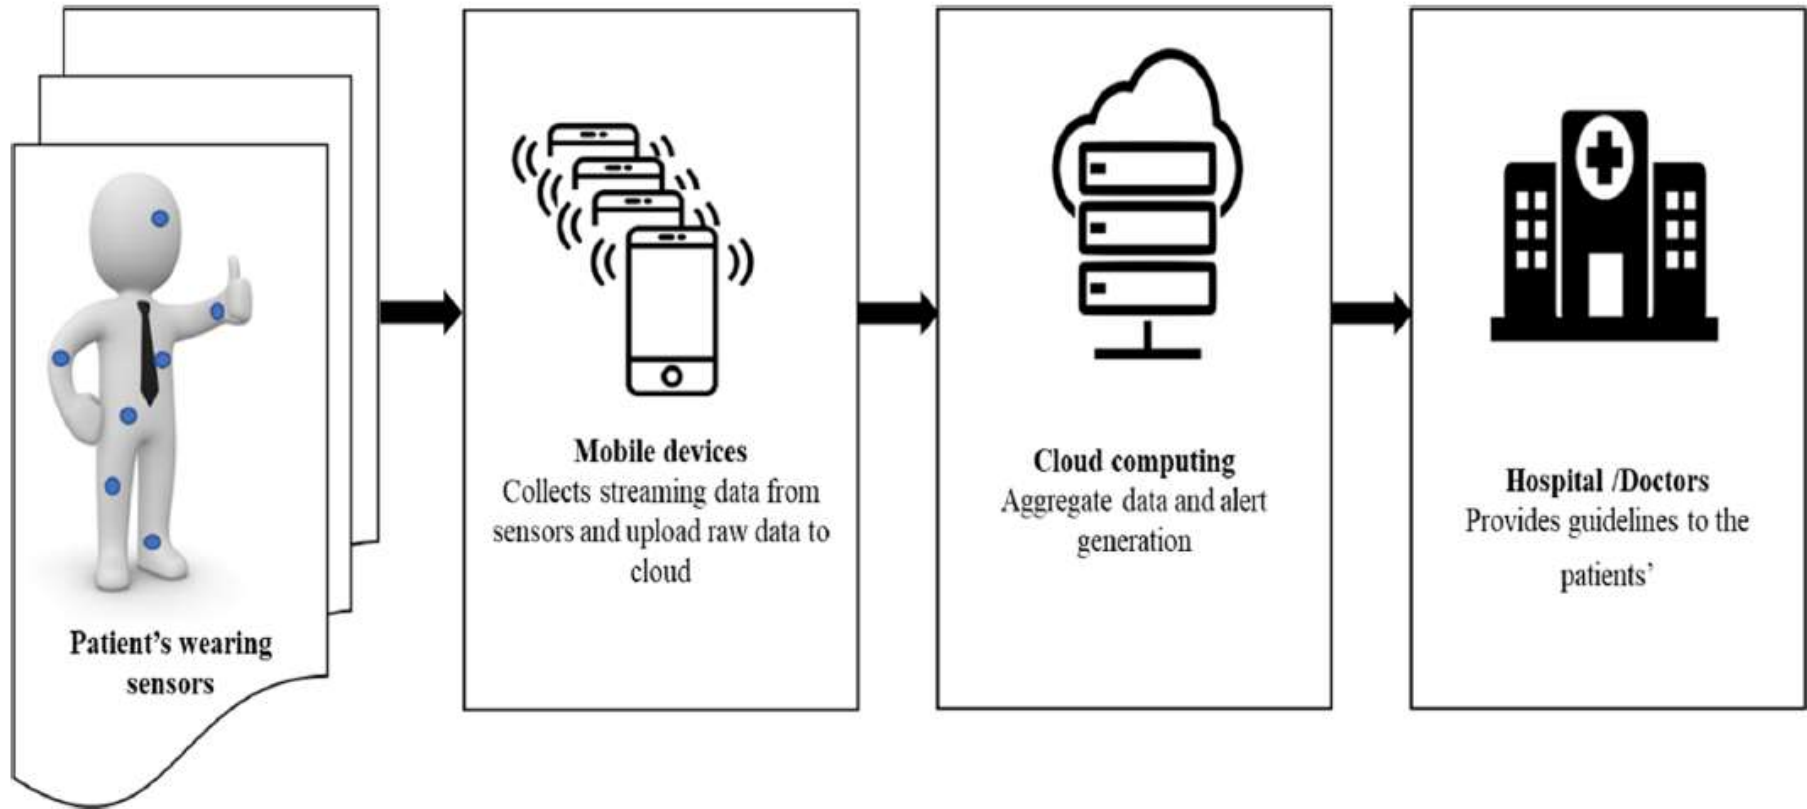 Patient's wearing
sensors
Mobile devices
Collects streaming data from
sensors and upload raw data to
cloud
Cloud computing
Aggregate data and alert
generation
Hospital /Doctors
Provides guidelines to the
patients'